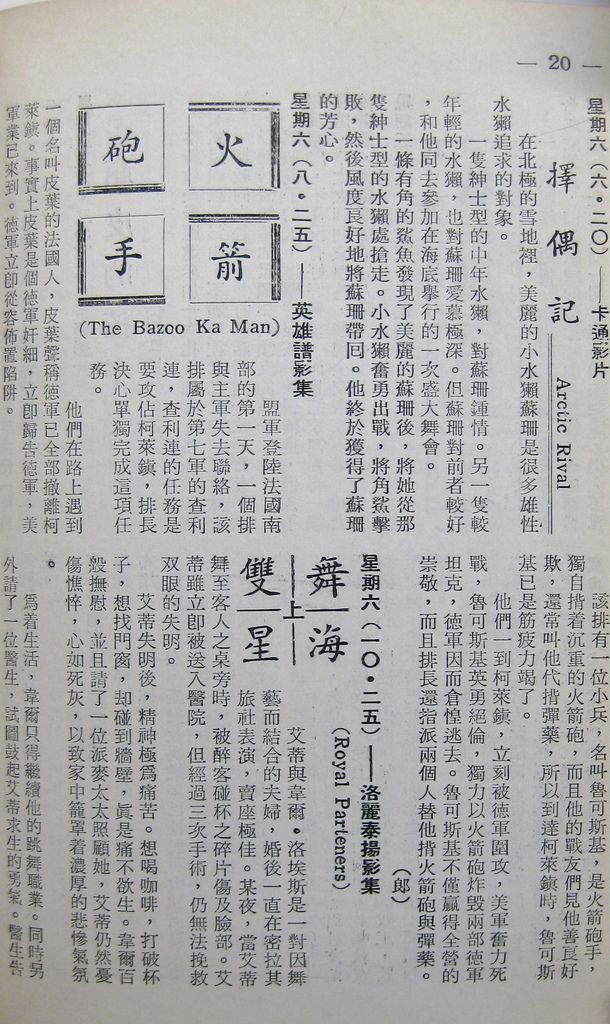 — 20 —
星期六（六・二〇）——卡通影片
擇偶記
Arctic Rival
在北極的雪地裡，美麗的小水獺蘇珊是很多雄性
水獺追求的對象。
一隻紳士型的中年水獺，對蘇珊鍾情。另一隻較
年輕的水獺，也對蘇珊愛慕極深。但蘇珊對前者較好
，和他同去參加在海底擧行的一次盛大舞會。
一條有角的鯊魚發現了美麗的蘇珊後，將她從那
隻紳士型的水獺處搶走。小水獺奮勇出戰，將角鯊擊
敗，然後風度良好地將蘇珊帶回。他終於獲得了蘇珊
的芳心。
星期六（八・二五）——英雄譜影集
火箭砲手
(The Bazoo Ka Man)
盟軍登陸法國南
部的第一天，一個排
與主軍失去聯絡，該
排屬於第七軍的查利
連，查利連的任務是
要攻佔柯萊鎭，排長
決心單獨完成這項任
務。
他們在路上遇到
一個名叫皮葉的法國人，皮葉聲稱德軍已全部撤離柯
萊鎭。事實上皮葉是個德軍奸細，立即歸告德軍，美
軍業已來到。德軍立即從容佈置陷阱。
該排有一位小兵，名叫魯可斯基，是火箭砲手，
獨自揹着沉重的火箭砲，而且他的戰友們見他善良好
欺，還常叫他代揹彈藥，所以到達柯萊鎭時，魯可斯
基已是筋疲力竭了。
他們一到柯萊鎭，立刻被德軍圍攻，美軍奮力死
戰，魯可斯基英勇絕倫，獨力以火箭砲炸毀兩部德軍
坦克，德軍因而倉惶逃去。魯可斯基不僅贏得全營的
崇敬，而且排長還指派兩個人替他揹火箭砲與彈藥。
（郎）
星期六（一〇・二五）——洛麗泰揚影集
舞海雙星
上
(Royal Parteners)
艾蒂與韋爾・洛埃斯是一對因舞
藝而結合的夫婦，婚後一直在密拉其
旅社表演，賣座極佳。某夜，當艾蒂
舞至客人之桌旁時，被醉客碰杯之碎片傷及臉部。艾
蒂雖立即被送入醫院，但經過三次手術，仍無法挽救
双眼的失明。
艾蒂失明後，精神極爲痛苦。想喝咖啡，打破杯
子，想找門窗，却碰到牆壁，眞是痛不欲生。韋爾百
般撫慰，並且請了一位派麥太太照顧她，艾蒂仍然憂
傷憔悴，心如死灰，以致家中籠罩着濃厚的悲慘氣氛
。
爲着生活，韋爾只得繼續他的跳舞職業。同時另
外請了一位醫生，試圖鼓起艾蒂求生的勇氣。醫生告